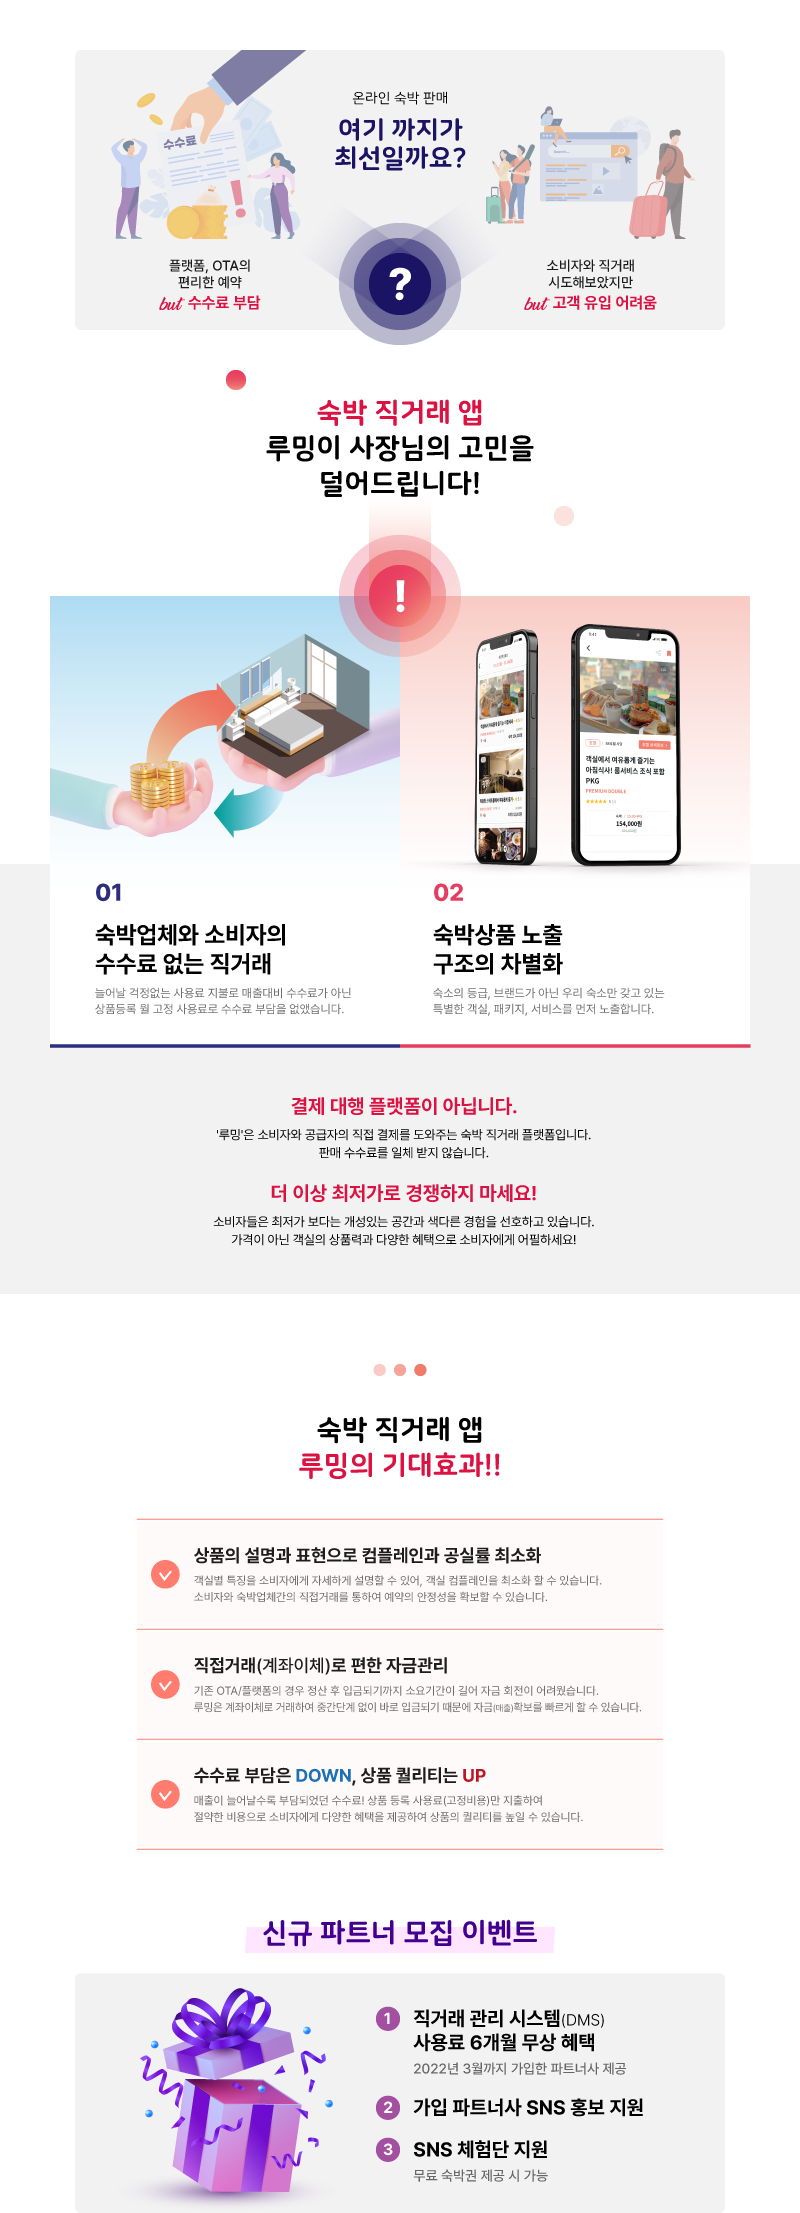 온라인 숙박 판매
여기 까지가
최선일까요?
수수료
Search...
플랫폼, OTA의
편리한 예약
but 수수료 부담
?
소비자와 직거래
시도해보았지만
but 고객 유입 어려움
숙박 직거래 앱
루밍이 사장님의 고민을
덜어드립니다!
!
9:41
객실에서 여유롭게 즐기는
아침식사! 룸서비스 조식 포함
PKG
PREMIUM DOUBLE
154,000원
01
숙박업체와 소비자의
수수료 없는 직거래
늘어날 걱정없는 사용료 지불로 매출대비 수수료가 아닌
상품등록 월 고정 사용료로 수수료 부담을 없앴습니다.
02
숙박상품 노출
구조의 차별화
숙소의 등급, 브랜드가 아닌 우리 숙소만 갖고 있는
특별한 객실, 패키지, 서비스를 먼저 노출합니다.
결제 대행 플랫폼이 아닙니다.
'루밍'은 소비자와 공급자의 직접 결제를 도와주는 숙박 직거래 플랫폼입니다.
판매 수수료를 일체 받지 않습니다.
더 이상 최저가로 경쟁하지 마세요!
소비자들은 최저가 보다는 개성있는 공간과 색다른 경험을 선호하고 있습니다.
가격이 아닌 객실의 상품력과 다양한 혜택으로 소비자에게 어필하세요!
숙박 직거래 앱
루밍의 기대효과!!
상품의 설명과 표현으로 컴플레인과 공실률 최소화
객실별 특징을 소비자에게 자세하게 설명할 수 있어, 객실 컴플레인을 최소화 할 수 있습니다.
소비자와 숙박업체간의 직접거래를 통하여 예약의 안정성을 확보할 수 있습니다.
직접거래(계좌이체)로 편한 자금관리
기존 OTA/플랫폼의 경우 정산 후 입금되기까지 소요기간이 길어 자금 회전이 어려웠습니다.
루밍은 계좌이체로 거래하여 중간단계 없이 바로 입금되기 때문에 자금(매출)확보를 빠르게 할 수 있습니다.
수수료 부담은 DOWN, 상품 퀄리티는 UP
매출이 늘어날수록 부담되었던 수수료! 상품 등록 사용료(고정비용)만 지출하여
절약한 비용으로 소비자에게 다양한 혜택을 제공하여 상품의 퀄리티를 높일 수 있습니다.
신규 파트너 모집 이벤트
1 직거래 관리 시스템(DMS)
사용료 6개월 무상 혜택
2022년 3월까지 가입한 파트너사 제공
2 가입 파트너사 SNS 홍보 지원
3 SNS 체험단 지원
무료 숙박권 제공 시 가능